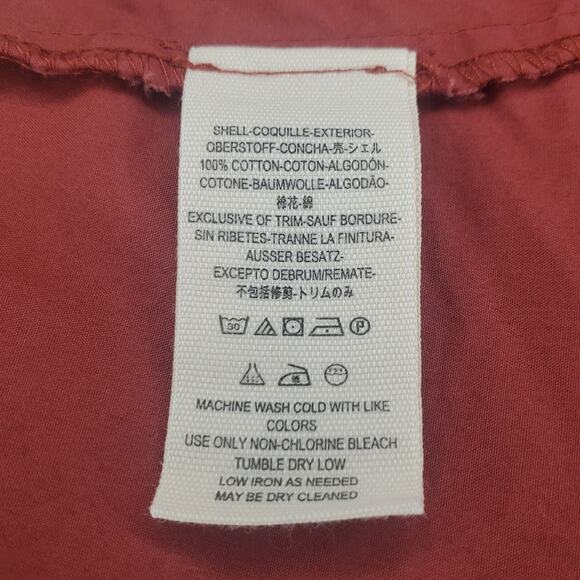 SHELL-COQUILLE-EXTERIOR-
OBERSTOFF-CONCHA-売-シェル
100% COTTON-COTON-ALGODÓN-
COTONE-BAUMWOLLE-ALGODÃO-
棉花-綿
EXCLUSIVE OF TRIM-SAUF BORDURE-
SIN RIBETES-TRANNE LA FINITURA-
AUSSER BESATZ-
EXCEPTO DEBRUM/REMATE-
不包括修剪-トリムのみ
30 P
MACHINE WASH COLD WITH LIKE
COLORS
USE ONLY NON-CHLORINE BLEACH
TUMBLE DRY LOW
LOW IRON AS NEEDED
MAY BE DRY CLEANED